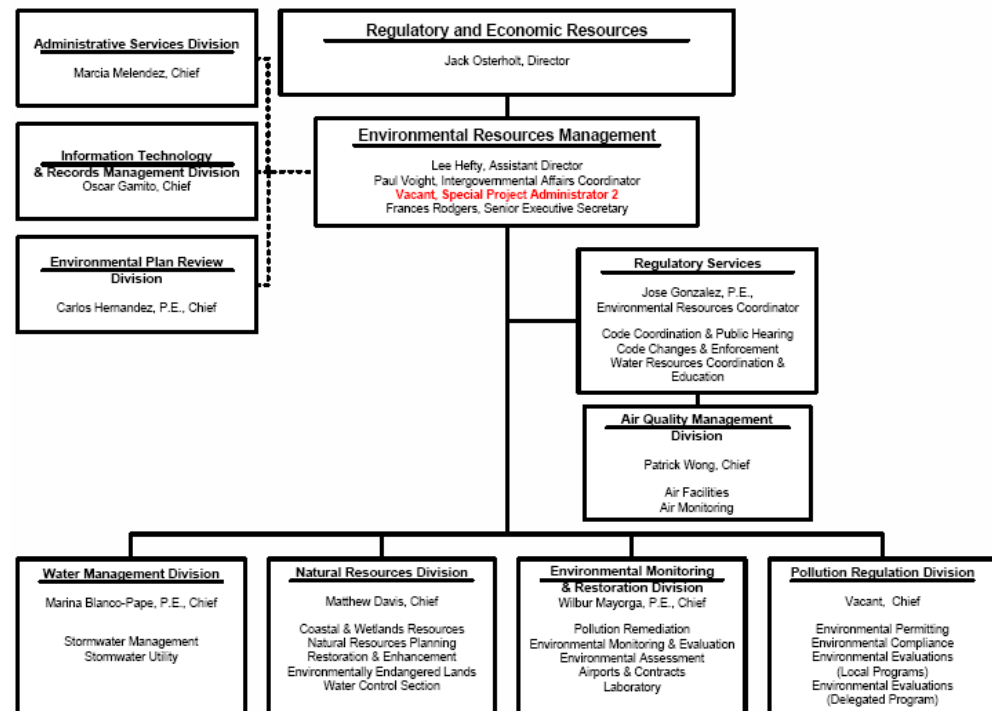 Administrative Services Division
Marcia Melendez, Chief
Regulatory and Economic Resources
Jack Osterholt, Director
Information Technology
& Records Management Division
Oscar Gamito, Chief
Environmental Resources Management
Lee Hefty, Assistant Director
Paul Voight, Intergovernmental Affairs Coordinator
Vacant, Special Project Administrator 2
Frances Rodgers, Senior Executive Secretary
Environmental Plan Review
Division
Carlos Hernandez, P.E., Chief
Regulatory Services
Jose Gonzalez, P.E.,
Environmental Resources Coordinator
Code Coordination & Public Hearing
Code Changes & Enforcement
Water Resources Coordination &
Education
Air Quality Management
Division
Patrick Wong, Chief
Air Facilities
Air Monitoring
Water Management Division
Marina Blanco-Pape, P.E., Chief
Stormwater Management
Stormwater Utility
Natural Resources Division
Matthew Davis, Chief
Coastal & Wetlands Resources
Natural Resources Planning
Restoration & Enhancement
Environmentally Endangered Lands
Water Control Section
Environmental Monitoring
& Restoration Division
Wilbur Mayorga, P.E., Chief
Pollution Remediation
Environmental Monitoring & Evaluation
Environmental Assessment
Airports & Contracts
Laboratory
Pollution Regulation Division
Vacant, Chief
Environmental Permitting
Environmental Compliance
Environmental Evaluations
(Local Programs)
Environmental Evaluations
(Delegated Program)